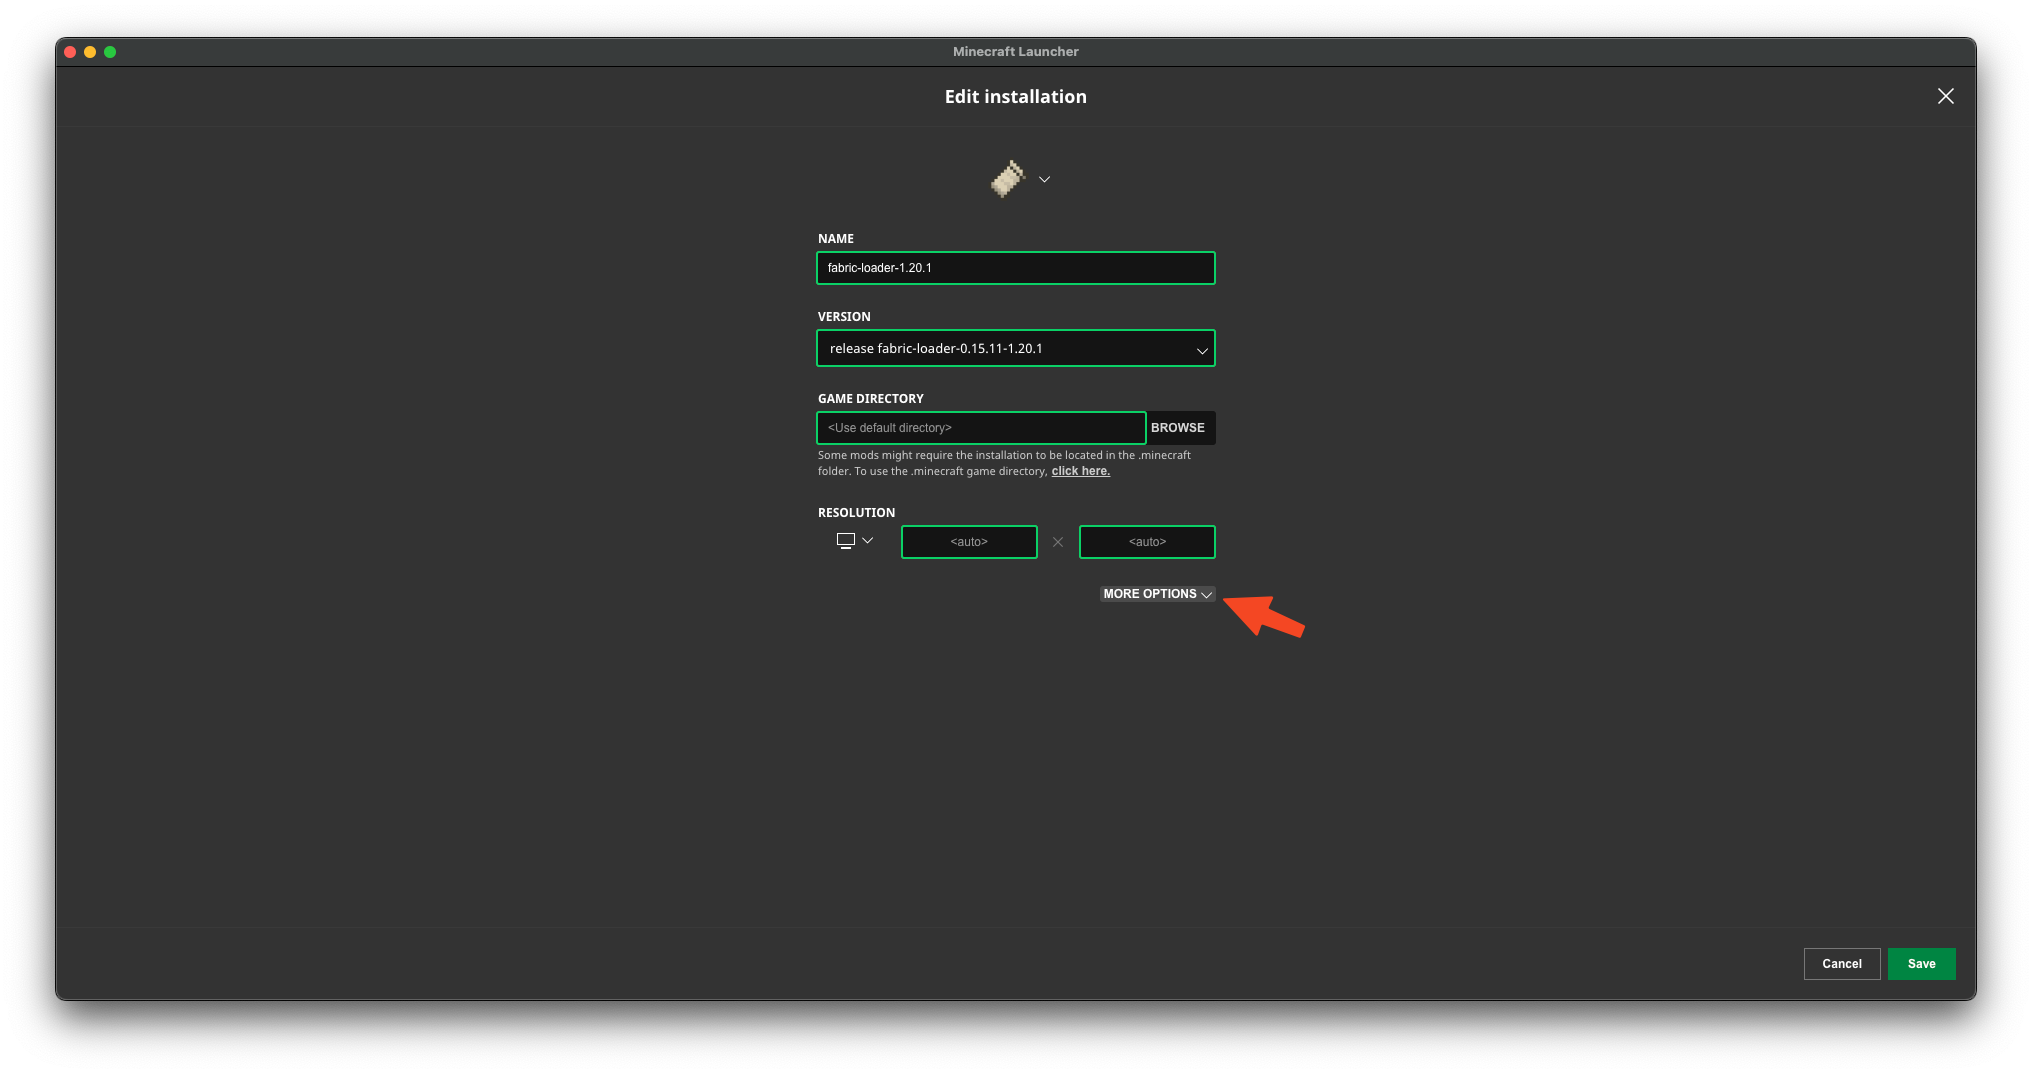 Minecraft Launcher
Edit installation
NAME
fabric-loader-1.20.1
VERSION
release fabric-loader-0.15.11-1.20.1
GAME DIRECTORY
<Use default directory>
BROWSE
Some mods might require the installation to be located in the .minecraft
folder. To use the .minecraft game directory, click here.
RESOLUTION
<auto>
<auto>
MORE OPTIONS
Cancel
Save